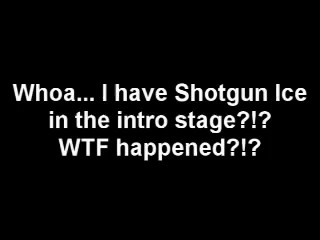 Whoa... I have Shotgun Ice
in the intro stage?!?
WTF happened?!?